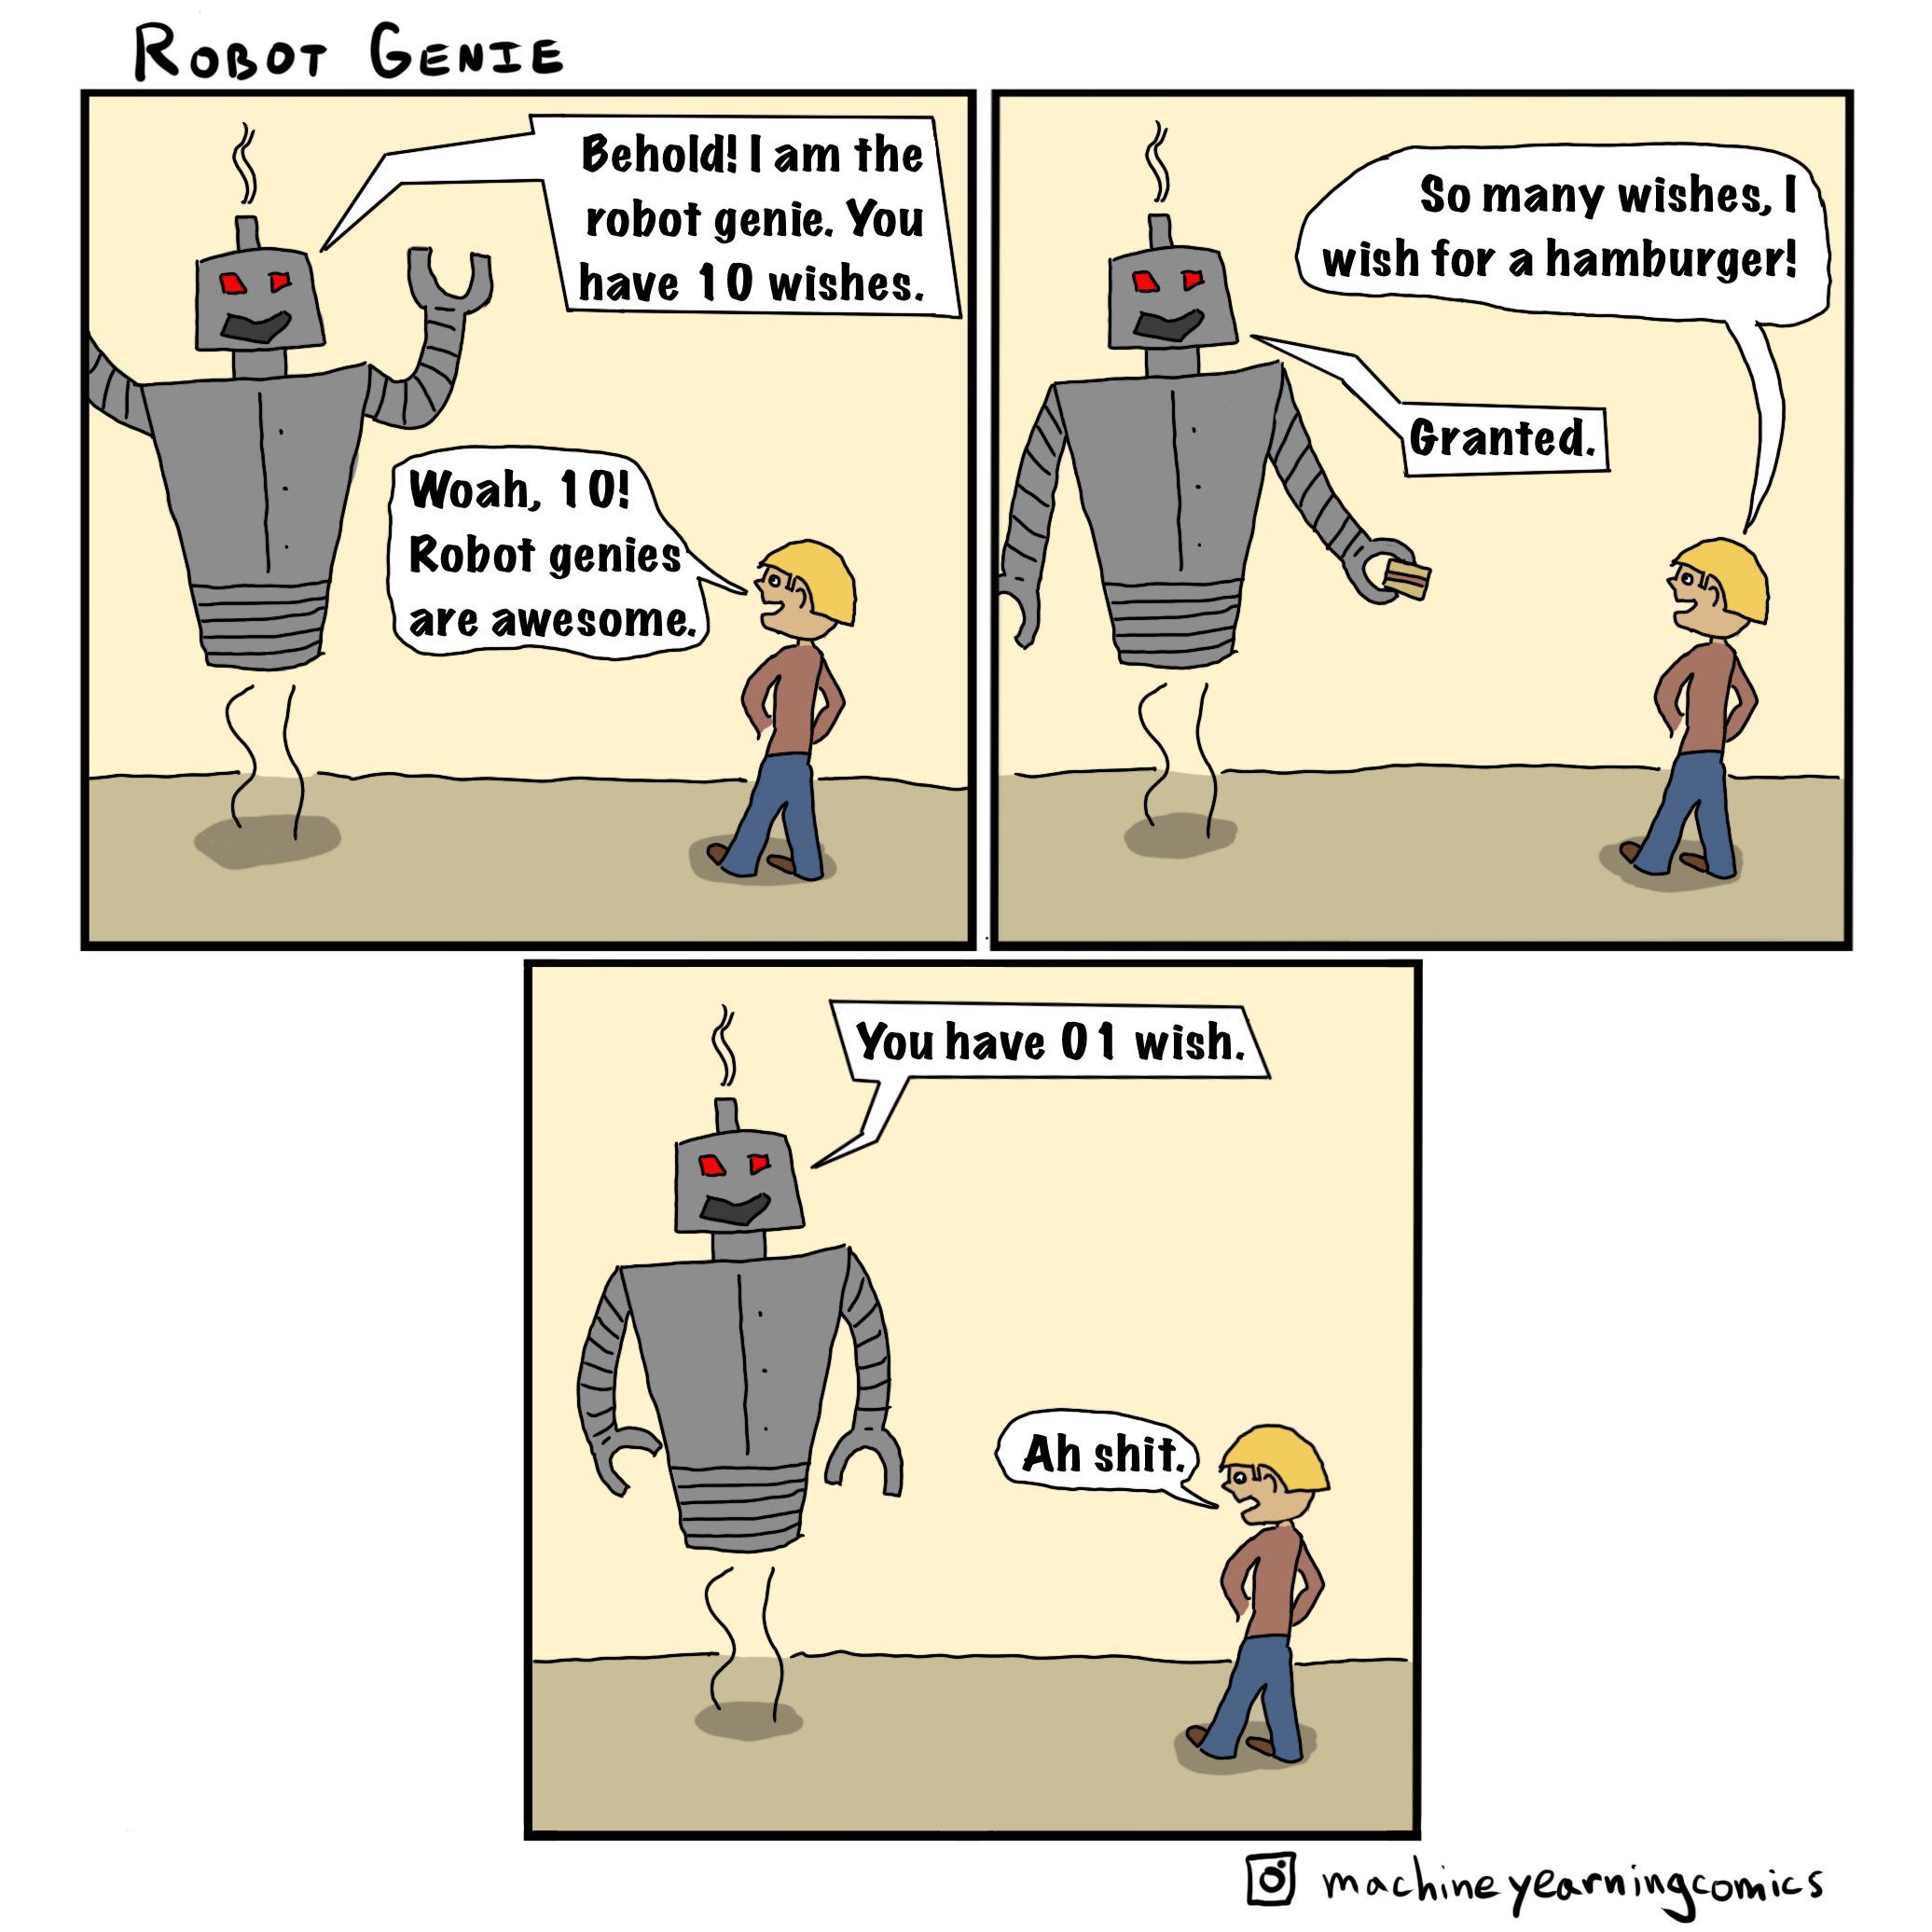 ROBOT GENIE
Behold! I am the
robot genie. You
have 10 wishes.
Woah, 10!
Robot genies
are awesome.
So many wishes, I
wish for a hamburger!
Granted.
You have 01 wish.
Ah shit.
machineyearningcomics